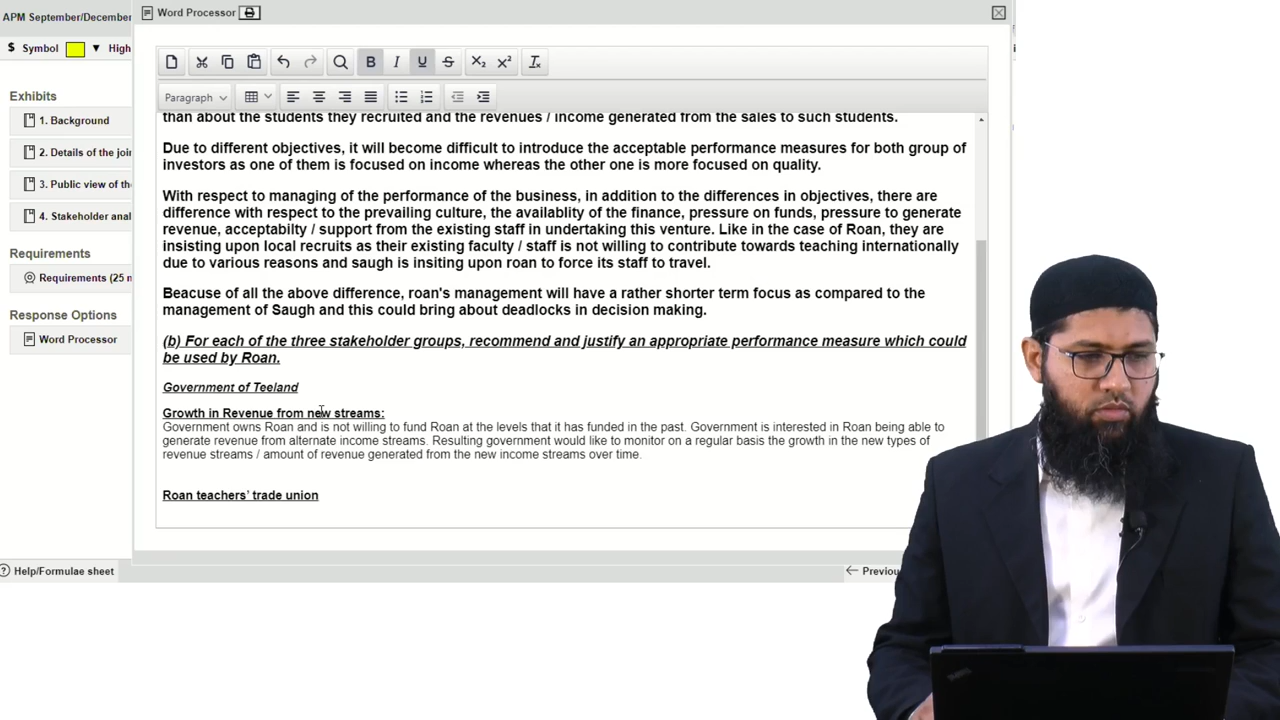 APM September/December
Word Processor
$ Symbol
High
Exhibits
1. Background
2. Details of the join
3. Public view of the
4. Stakeholder anal
Requirements
Requirements (25 m
Response Options
Word Processor
Paragraph
than about the students they recruited and the revenues / income generated from the sales to such students.
Due to different objectives, it will become difficult to introduce the acceptable performance measures for both group of
investors as one of them is focused on income whereas the other one is more focused on quality.
With respect to managing of the performance of the business, in addition to the differences in objectives, there are
difference with respect to the prevailing culture, the availablity of the finance, pressure on funds, pressure to generate
revenue, acceptabilty / support from the existing staff in undertaking this venture. Like in the case of Roan, they are
insisting upon local recruits as their existing faculty / staff is not willing to contribute towards teaching internationally
due to various reasons and saugh is insiting upon roan to force its staff to travel.
Beacuse of all the above difference, roan's management will have a rather shorter term focus as compared to the
management of Saugh and this could bring about deadlocks in decision making.
(b) For each of the three stakeholder groups, recommend and justify an appropriate performance measure which could
be used by Roan.
Government of Teeland
Growth in Revenue from new streams:
Government owns Roan and is not willing to fund Roan at the levels that it has funded in the past. Government is interested in Roan being able to
generate revenue from alternate income streams. Resulting government would like to monitor on a regular basis the growth in the new types of
revenue streams / amount of revenue generated from the new income streams over time.
Roan teachers' trade union
Help/Formulae sheet
Previou